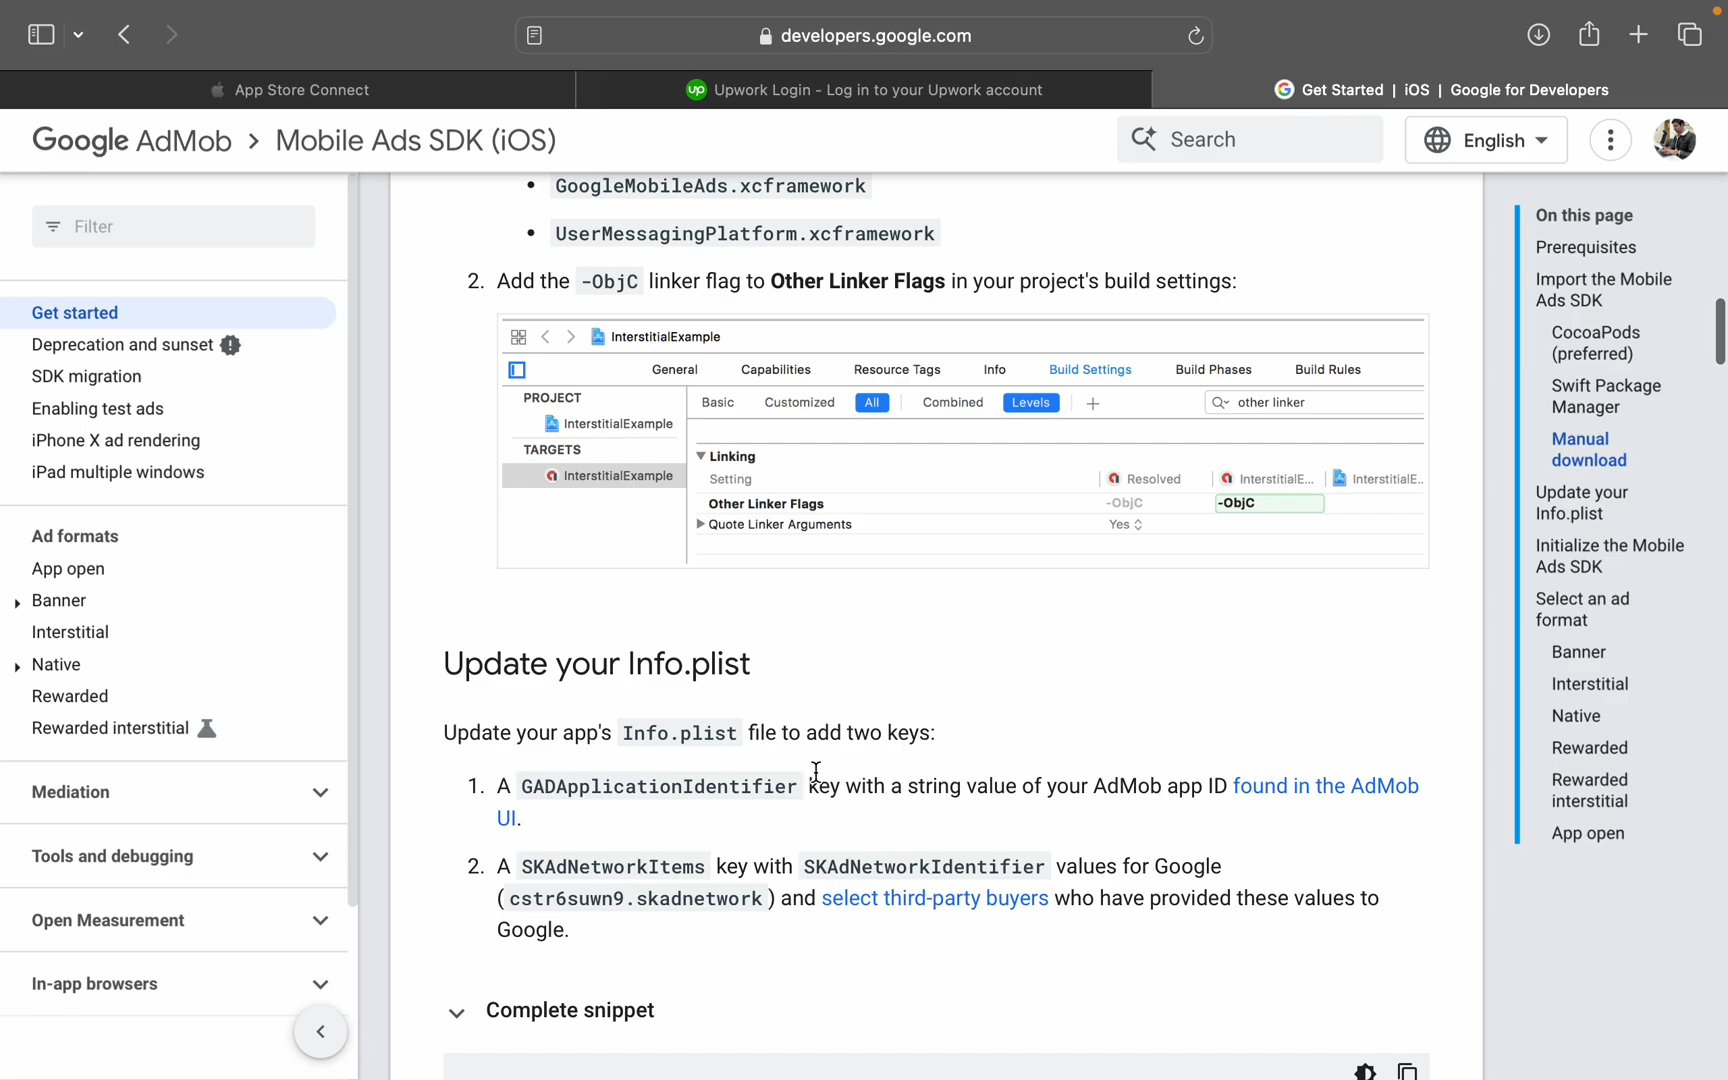 developers.google.com
App Store Connect
up Upwork Login - Log in to your Upwork account
Get Started | iOS | Google for Developers
Google AdMob > Mobile Ads SDK (iOS)
Search
English
Filter
Get started
Deprecation and sunset
SDK migration
Enabling test ads
iPhone X ad rendering
iPad multiple windows
Ad formats
App open
Banner
Interstitial
Native
Rewarded
Rewarded interstitial
Mediation
Tools and debugging
Open Measurement
In-app browsers
• GoogleMobileAds.xcframework
• UserMessagingPlatform.xcframework
2. Add the -ObjC linker flag to Other Linker Flags in your project's build settings:
InterstitialExample
General Capabilities Resource Tags Info Build Settings Build Phases Build Rules
PROJECT
InterstitialExample
TARGETS
InterstitialExample
Basic Customized All Combined Levels + other linker
Linking
Setting Resolved InterstitialE... InterstitialE..
Other Linker Flags -ObjC -ObjC
Quote Linker Arguments Yes
Update your Info.plist
Update your app's Info.plist file to add two keys:
1. A GADApplicationIdentifier key with a string value of your AdMob app ID found in the AdMob
UI.
2. A SKAdNetworkItems key with SKAdNetworkIdentifier values for Google
(cstr6suwn9.skadnetwork) and select third-party buyers who have provided these values to
Google.
Complete snippet
On this page
Prerequisites
Import the Mobile
Ads SDK
CocoaPods
(preferred)
Swift Package
Manager
Manual
download
Update your
Info.plist
Initialize the Mobile
Ads SDK
Select an ad
format
Banner
Interstitial
Native
Rewarded
Rewarded
interstitial
App open